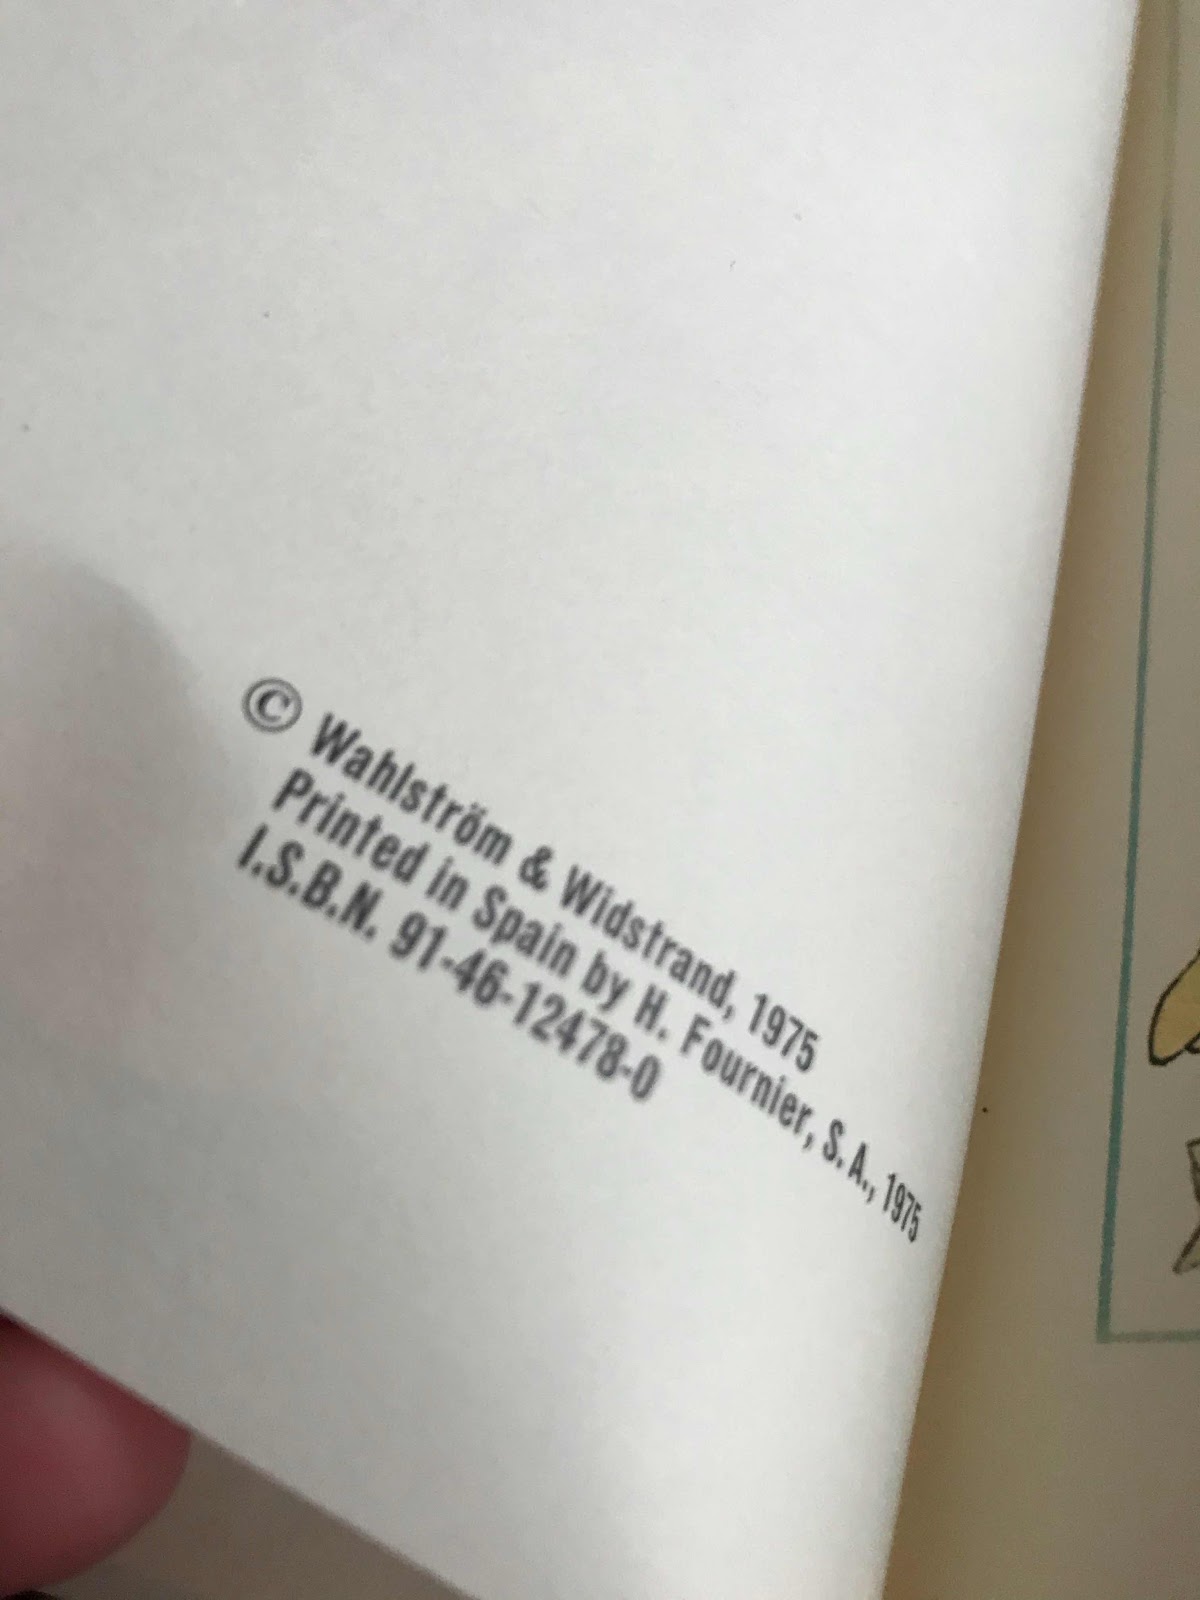 © Wahlström & Widstrand, 1975
Printed in Spain by H. Fournier, S.A., 1975
I.S.B.N. 91-46-12478-0